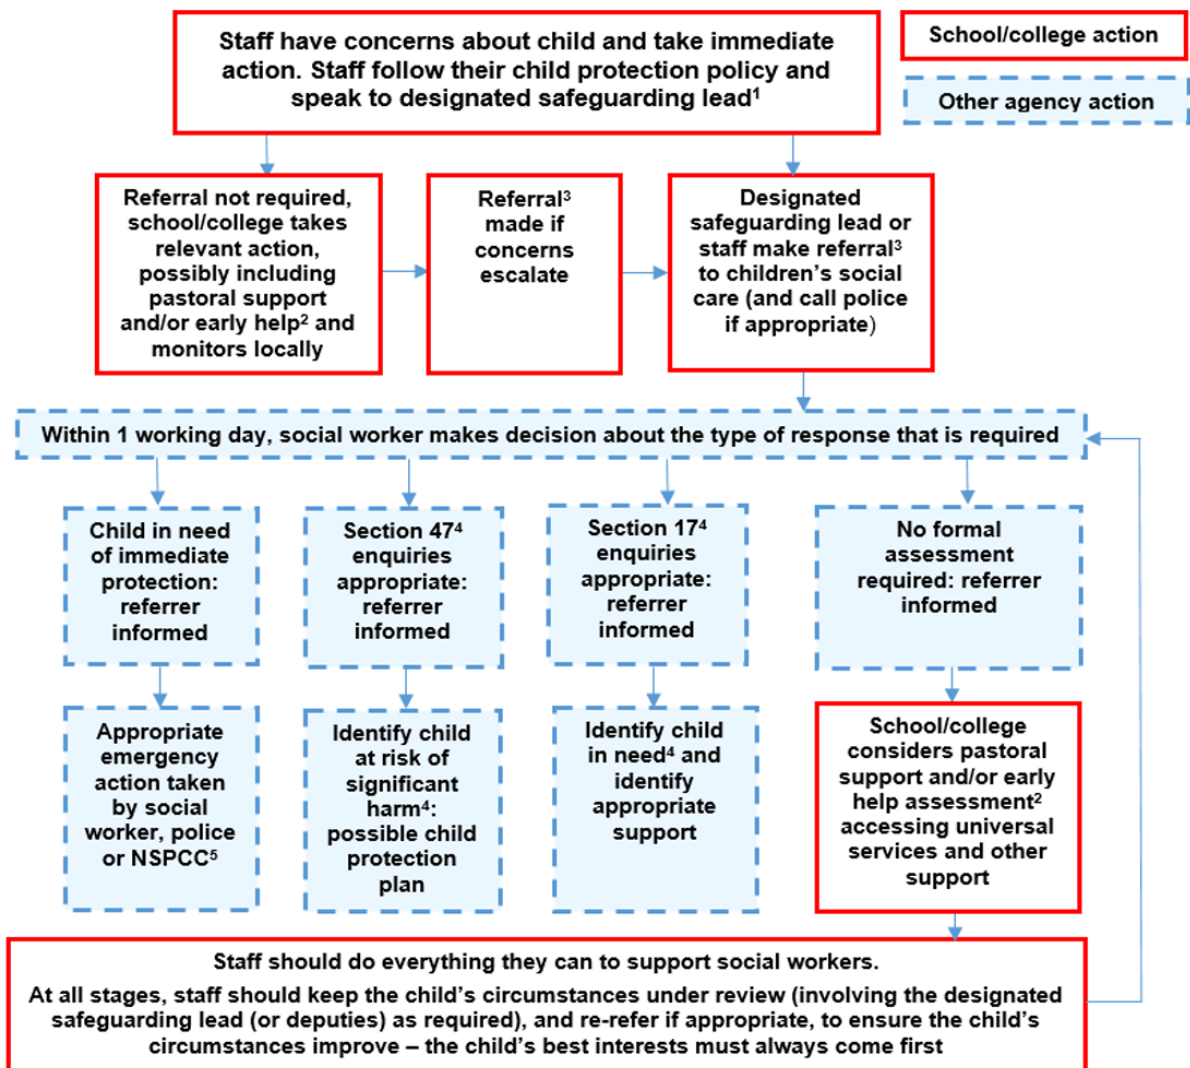 Staff have concerns about child and take immediate
action. Staff follow their child protection policy and
speak to designated safeguarding lead¹
School/college action
Other agency action
Referral not required,
school/college takes
relevant action,
possibly including
pastoral support
and/or early help² and
monitors locally
Referral³
made if
concerns
escalate
Designated
safeguarding lead or
staff make referral³
to children’s social
care (and call police
if appropriate)
Within 1 working day, social worker makes decision about the type of response that is required
Child in need
of immediate
protection:
referrer
informed
Section 47⁴
enquiries
appropriate:
referrer
informed
Section 17⁴
enquiries
appropriate:
referrer
informed
No formal
assessment
required: referrer
informed
Appropriate
emergency
action taken
by social
worker, police
or NSPCC⁵
Identify child
at risk of
significant
harm⁴:
possible child
protection
plan
Identify child
in need⁴ and
identify
appropriate
support
School/college
considers pastoral
support and/or early
help assessment²
accessing universal
services and other
support
Staff should do everything they can to support social workers.
At all stages, staff should keep the child’s circumstances under review (involving the designated
safeguarding lead (or deputies) as required), and re-refer if appropriate, to ensure the child’s
circumstances improve – the child’s best interests must always come first